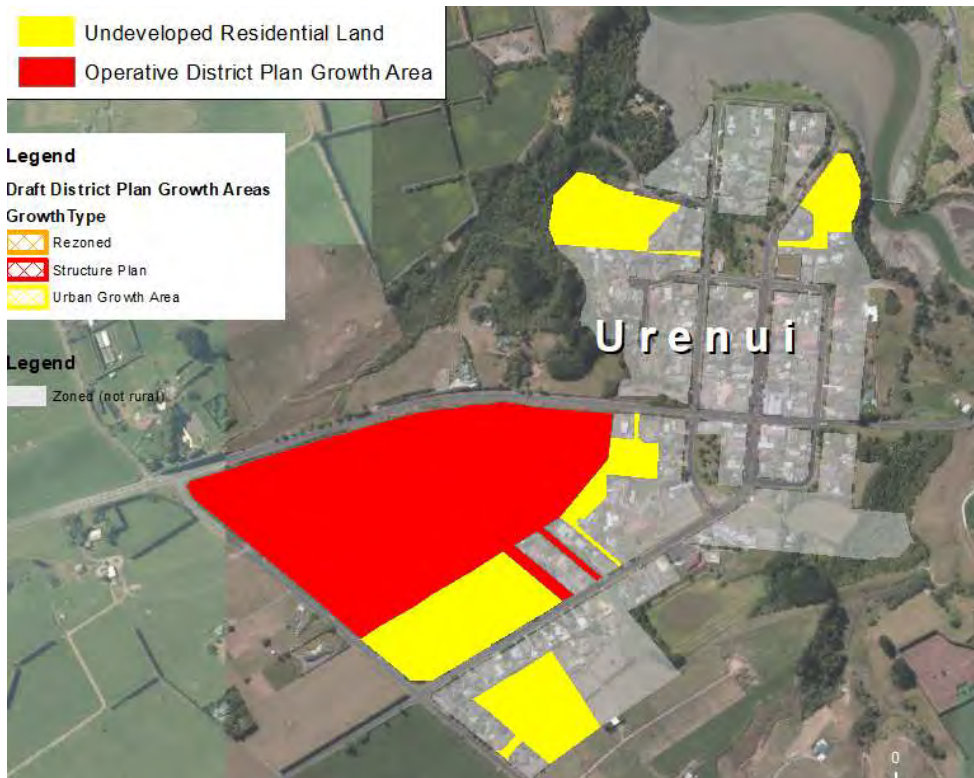 Undeveloped Residential Land
Operative District Plan Growth Area
Legend
Draft District Plan Growth Areas
GrowthType
Rezoned
Structure Plan
Urban Growth Area
Legend
Zoned (not rural)
Urenui
0